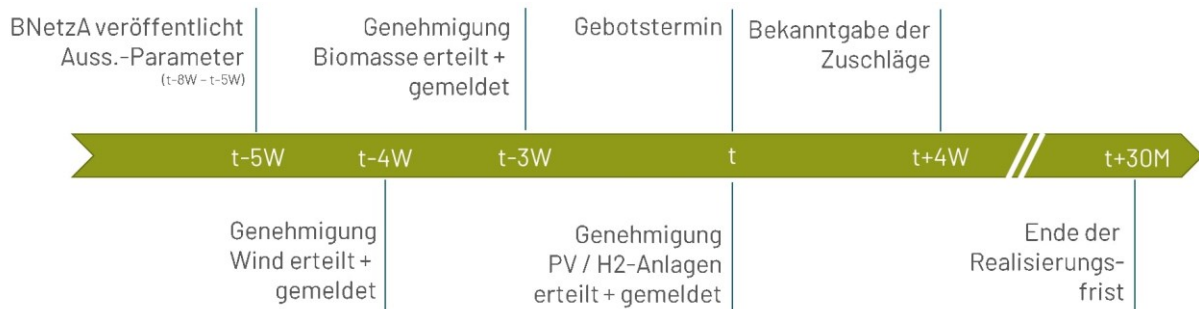 BNetzA veröffentlicht
Auss.-Parameter
(t-8W – t-5W)
Genehmigung
Biomasse erteilt +
gemeldet
Gebotstermin
Bekanntgabe der
Zuschläge
t-5W
t-4W
t-3W
t
t+4W
t+30M
Genehmigung
Wind erteilt +
gemeldet
Genehmigung
PV / H2-Anlagen
erteilt + gemeldet
Ende der
Realisierungs-
frist